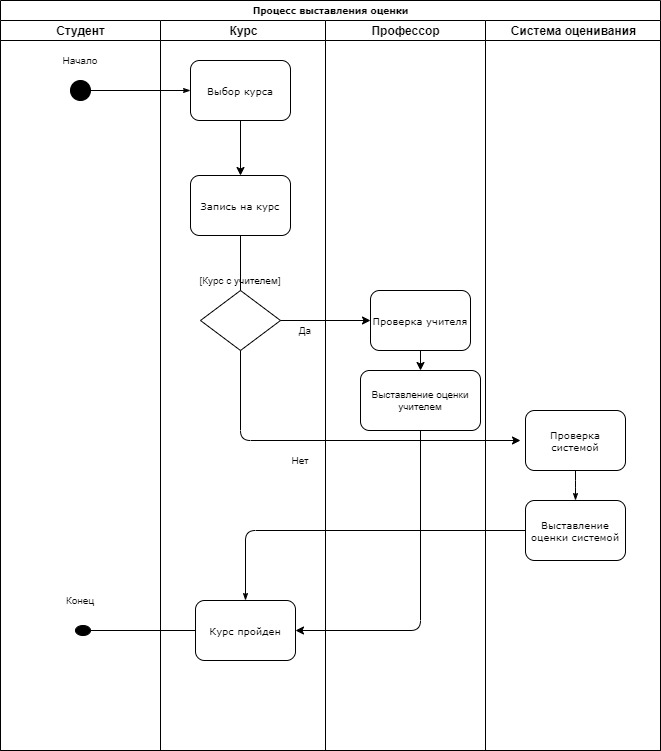 Процесс выставления оценки
Студент
Курс
Профессор
Система оценивания
Начало
Выбор курса
Запись на курс
[Курс с учителем]
Да
Проверка учителя
Выставление оценки
учителем
Нет
Проверка
системой
Выставление
оценки системой
Конец
Курс пройден